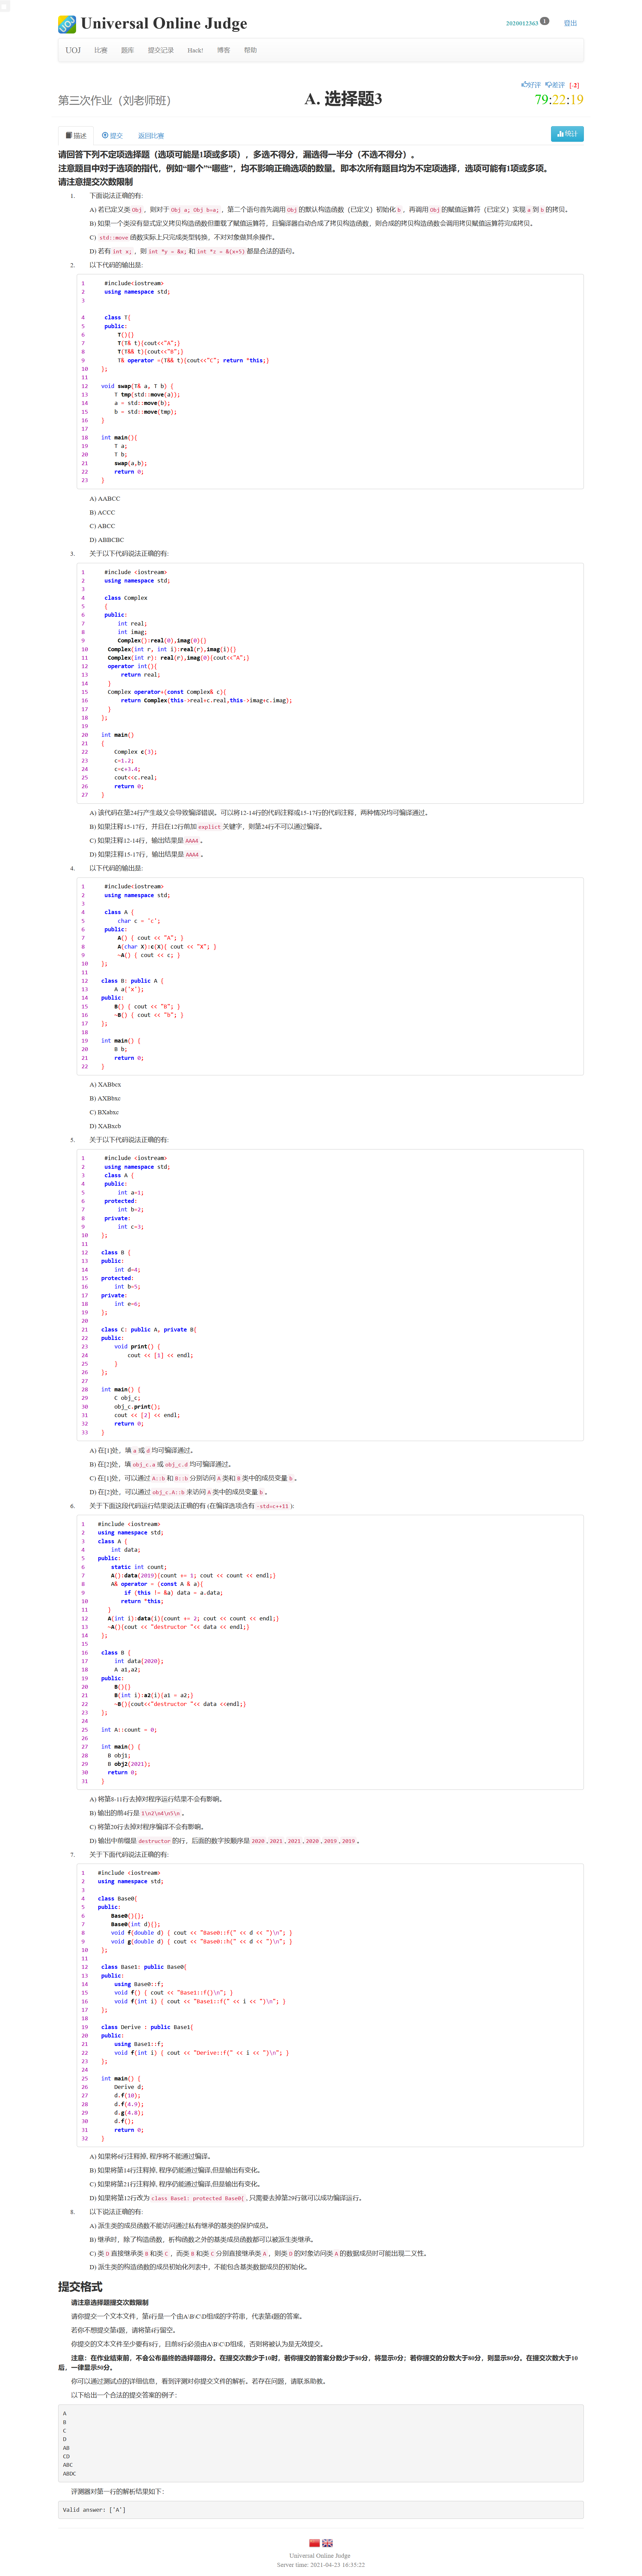 Universal Online Judge
2020012363 1 登出
UOJ 比赛 题库 提交记录 Hack! 博客 帮助
好评 差评 [-2]
第三次作业（刘老师班）
A. 选择题3
79:22:19
描述 提交 返回比赛 统计
请回答下列不定项选择题（选项可能是1项或多项），多选不得分，漏选得一半分（不选不得分）。
注意题目中对于选项的指代，例如“哪个”“哪些”，均不影响正确选项的数量。即本次所有题目均为不定项选择，选项可能有1项或多项。
请注意提交次数限制
1. 下面说法正确的有:
A) 若已定义类 Obj ，则对于 Obj a; Obj b=a; ，第二个语句首先调用 Obj 的默认构造函数（已定义）初始化 b ，再调用 Obj 的赋值运算符（已定义）实现 a 到 b 的拷贝。
B) 如果一个类没有显式定义拷贝构造函数但重载了赋值运算符，且编译器自动合成了拷贝构造函数，则合成的拷贝构造函数会调用拷贝赋值运算符完成拷贝。
C) std::move 函数实际上只完成类型转换，不对对象做其余操作。
D) 若有 int x; ，则 int *y = &x; 和 int *z = &(x+5) 都是合法的语句。
2. 以下代码的输出是:
1 #include<iostream>
2 using namespace std;
3
4 class T{
5 public:
6 T(){}
7 T(T& t){cout<<"A";}
8 T(T&& t){cout<<"B";}
9 T& operator =(T&& t){cout<<"C"; return *this;}
10 };
11
12 void swap(T& a, T b) {
13 T tmp(std::move(a));
14 a = std::move(b);
15 b = std::move(tmp);
16 }
17
18 int main(){
19 T a;
20 T b;
21 swap(a,b);
22 return 0;
23 }
A) AABCC
B) ACCC
C) ABCC
D) ABBCBC
3. 关于以下代码说法正确的有:
1 #include <iostream>
2 using namespace std;
3
4 class Complex
5 {
6 public:
7 int real;
8 int imag;
9 Complex():real(0),imag(0){}
10 Complex(int r, int i):real(r),imag(i){}
11 Complex(int r): real(r),imag(0){cout<<"A";}
12 operator int(){
13 return real;
14 }
15 Complex operator+(const Complex& c){
16 return Complex(this->real+c.real,this->imag+c.imag);
17 }
18 };
19
20 int main()
21 {
22 Complex c(3);
23 c=1.2;
24 c=c+3.4;
25 cout<<c.real;
26 return 0;
27 }
A) 该代码在第24行产生歧义会导致编译错误。可以将12-14行的代码注释或15-17行的代码注释，两种情况均可编译通过。
B) 如果注释15-17行，并且在12行前加 explict 关键字，则第24行不可以通过编译。
C) 如果注释12-14行，输出结果是 AAA4 。
D) 如果注释15-17行，输出结果是 AAA4 。
4. 以下代码的输出是:
1 #include<iostream>
2 using namespace std;
3
4 class A {
5 char c = 'c';
6 public:
7 A() { cout << "A"; }
8 A(char X):c(X){ cout << "X"; }
9 ~A() { cout << c; }
10 };
11
12 class B: public A {
13 A a{'x'};
14 public:
15 B() { cout << "B"; }
16 ~B() { cout << "b"; }
17 };
18
19 int main() {
20 B b;
21 return 0;
22 }
A) XABbcx
B) AXBbxc
C) BXabxc
D) XABxcb
5. 关于以下代码说法正确的有:
1 #include <iostream>
2 using namespace std;
3 class A {
4 public:
5 int a=1;
6 protected:
7 int b=2;
8 private:
9 int c=3;
10 };
11
12 class B {
13 public:
14 int d=4;
15 protected:
16 int b=5;
17 private:
18 int e=6;
19 };
20
21 class C: public A, private B{
22 public:
23 void print() {
24 cout << [1] << endl;
25 }
26 };
27
28 int main() {
29 C obj_c;
30 obj_c.print();
31 cout << [2] << endl;
32 return 0;
33 }
A) 在[1]处，填 a 或 d 均可编译通过。
B) 在[2]处，填 obj_c.a 或 obj_c.d 均可编译通过。
C) 在[1]处，可以通过 A::b 和 B::b 分别访问 A 类和 B 类中的成员变量 b 。
D) 在[2]处，可以通过 obj_c.A::b 来访问 A 类中的成员变量 b 。
6. 关于下面这段代码运行结果说法正确的有 (在编译选项含有 -std=c++11 ):
1 #include <iostream>
2 using namespace std;
3 class A {
4 int data;
5 public:
6 static int count;
7 A():data(2019){count += 1; cout << count << endl;}
8 A& operator = (const A & a){
9 if (this != &a) data = a.data;
10 return *this;
11 }
12 A(int i):data(i){count += 2; cout << count << endl;}
13 ~A(){cout << "destructor "<< data << endl;}
14 };
15
16 class B {
17 int data{2020};
18 A a1,a2;
19 public:
20 B(){}
21 B(int i):a2(i){a1 = a2;}
22 ~B(){cout<<"destructor "<< data <<endl;}
23 };
24
25 int A::count = 0;
26
27 int main() {
28 B obj1;
29 B obj2(2021);
30 return 0;
31 }
A) 将第8-11行去掉对程序运行结果不会有影响。
B) 输出的前4行是 1\n2\n4\n5\n 。
C) 将第20行去掉对程序编译不会有影响。
D) 输出中前缀是 destructor 的行，后面的数字按顺序是 2020 , 2021 , 2021 , 2020 , 2019 , 2019 。
7. 关于下面代码说法正确的有:
1 #include <iostream>
2 using namespace std;
3
4 class Base0{
5 public:
6 Base0(){};
7 Base0(int d){};
8 void f(double d) { cout << "Base0::f(" << d << ")\n"; }
9 void g(double d) { cout << "Base0::h(" << d << ")\n"; }
10 };
11
12 class Base1: public Base0{
13 public:
14 using Base0::f;
15 void f() { cout << "Base1::f()\n"; }
16 void f(int i) { cout << "Base1::f(" << i << ")\n"; }
17 };
18
19 class Derive : public Base1{
20 public:
21 using Base1::f;
22 void f(int i) { cout << "Derive::f(" << i << ")\n"; }
23 };
24
25 int main() {
26 Derive d;
27 d.f(10);
28 d.f(4.9);
29 d.g(4.8);
30 d.f();
31 return 0;
32 }
A) 如果将6行注释掉, 程序将不能通过编译。
B) 如果将第14行注释掉, 程序仍能通过编译,但是输出有变化。
C) 如果将第21行注释掉, 程序仍能通过编译,但是输出有变化。
D) 如果将第12行改为 class Base1: protected Base0{ , 只需要去掉第29行就可以成功编译运行。
8. 以下说法正确的有:
A) 派生类的成员函数不能访问通过私有继承的基类的保护成员。
B) 继承时，除了构造函数，析构函数之外的基类成员函数都可以被派生类继承。
C) 类 D 直接继承类 B 和类 C ，而类 B 和类 C 分别直接继承类 A ，则类 D 的对象访问类 A 的数据成员时可能出现二义性。
D) 派生类的构造函数的成员初始化列表中，不能包含基类数据成员的初始化。
提交格式
请注意选择题提交次数限制
请你提交一个文本文件，第i行是一个由A\B\C\D组成的字符串，代表第i题的答案。
若你不想提交第i题，请将第i行留空。
你提交的文本文件至少要有8行，且前8行必须由A\B\C\D组成，否则将被认为是无效提交。
注意：在作业结束前，不会公布最终的选择题得分。在提交次数少于10时，若你提交的答案分数少于80分，将显示0分；若你提交的分数大于80分，则显示80分。在提交次数大于10后，一律显示50分。
你可以通过测试点的详细信息，看到评测对你提交文件的解析。若存在问题，请联系助教。
以下给出一个合法的提交答案的例子：
A
B
C
D
AB
CD
ABC
ABDC
评测器对第一行的解析结果如下：
Valid answer: ['A']
Universal Online Judge
Server time: 2021-04-23 16:35:22